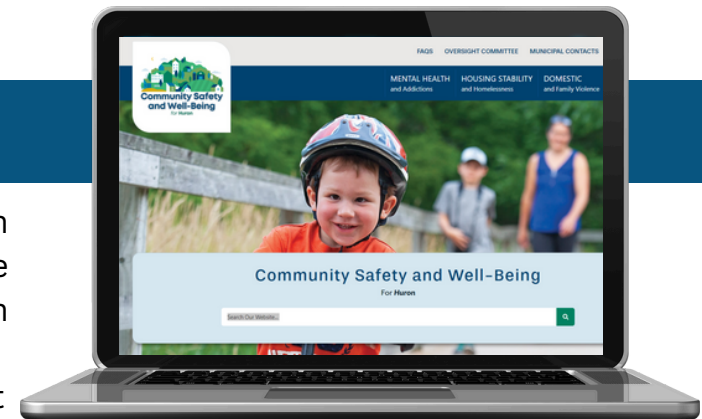 FAQS OVERSIGHT COMMITTEE MUNICIPAL CONTACTS
MENTAL HEALTH HOUSING STABILITY DOMESTIC
and Addictions and Homelessness and Family Violence
Community Safety
and Well-Being
for Huron
Community Safety and Well-Being
For Huron
Search Our Website...
n
e
n
t